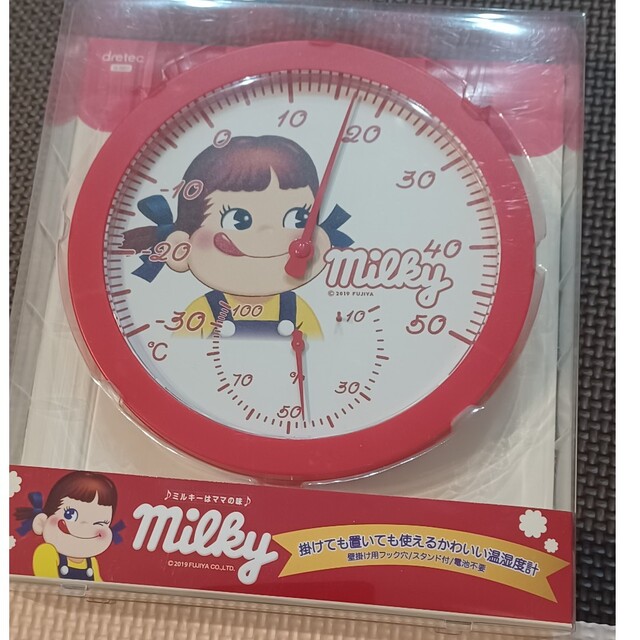 dretec
0
10
20
-10
30
-20
40
milky
© 2019 FUJIYA
-30
100
10
50
℃
70
%
30
50
♪ミルキーはママの味♪
milky
© 2019 FUJIYA CO.,LTD.
掛けても置いても使えるかわいい温湿度計
壁掛け用フック穴/スタンド付/電池不要